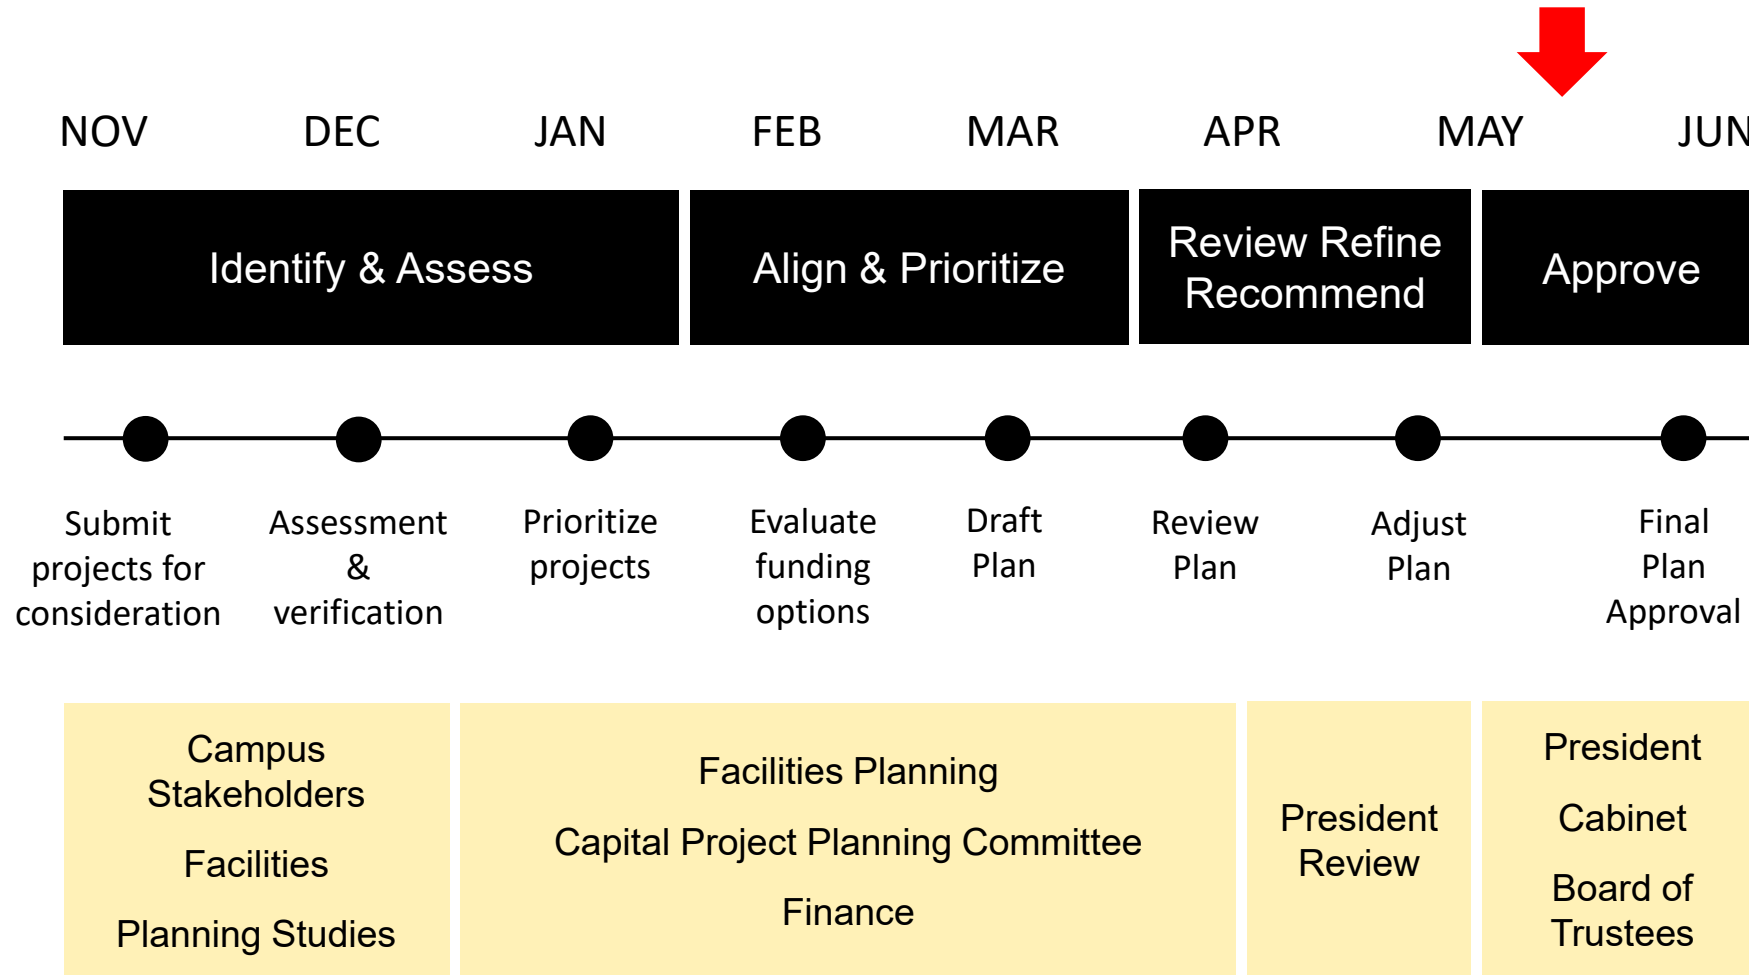 NOV DEC JAN FEB MAR APR MAY JUN
Identify & Assess
Align & Prioritize
Review Refine
Recommend
Approve
Submit
projects for
consideration
Assessment
&
verification
Prioritize
projects
Evaluate
funding
options
Draft
Plan
Review
Plan
Adjust
Plan
Final
Plan
Approval
Campus
Stakeholders
Facilities
Planning Studies
Facilities Planning
Capital Project Planning Committee
Finance
President
Review
President
Cabinet
Board of
Trustees